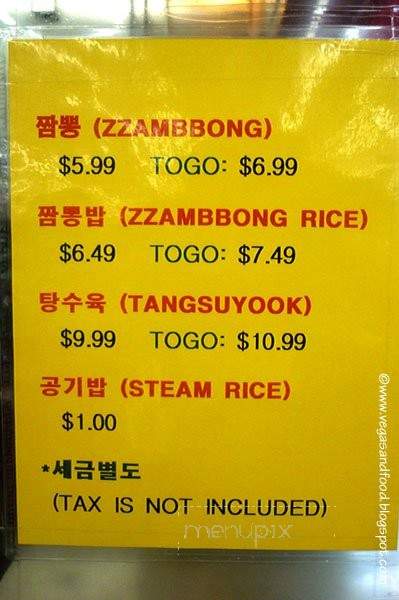 짬뽕 (ZZAMBBONG)
$5.99 TOGO: $6.99
짬뽕밥 (ZZAMBBONG RICE)
$6.49 TOGO: $7.49
탕수육 (TANGSUYOOK)
$9.99 TOGO: $10.99
공기밥 (STEAM RICE)
$1.00
*세금별도
(TAX IS NOT INCLUDED)
menupix
©www.vegasandfood.blogspot.com